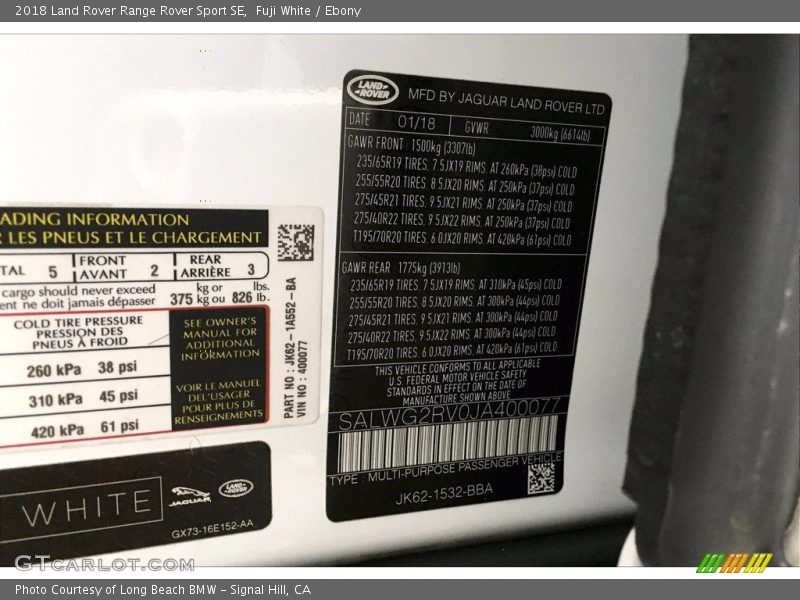 2018 Land Rover Range Rover Sport SE, Fuji White / Ebony
LAND-
-ROVER
MFD BY JAGUAR LAND ROVER LTD
DATE 01/18 GVWR 3000kg (6614lb)
GAWR FRONT 1500kg (3307lb)
235/65R19 TIRES, 7.5JX19 RIMS, AT 260kPa (38psi) COLD
255/55R20 TIRES, 8.5JX20 RIMS, AT 250kPa (37psi) COLD
275/45R21 TIRES, 9.5JX21 RIMS, AT 250kPa (37psi) COLD
275/40R22 TIRES, 9.5JX22 RIMS, AT 250kPa (37psi) COLD
T195/70R20 TIRES, 6.0JX20 RIMS, AT 420kPa (61psi) COLD
GAWR REAR 1775kg (3913lb)
235/65R19 TIRES, 7.5JX19 RIMS, AT 310kPa (45psi) COLD
255/55R20 TIRES, 8.5JX20 RIMS, AT 300kPa (44psi) COLD
275/45R21 TIRES, 9.5JX21 RIMS, AT 300kPa (44psi) COLD
275/40R22 TIRES, 9.5JX22 RIMS, AT 300kPa (44psi) COLD
T195/70R20 TIRES, 6.0JX20 RIMS, AT 420kPa (61psi) COLD
THIS VEHICLE CONFORMS TO ALL APPLICABLE
U.S. FEDERAL MOTOR VEHICLE SAFETY
STANDARDS IN EFFECT ON THE DATE OF
MANUFACTURE SHOWN ABOVE
SALWG2RV0JA400077
TYPE : MULTI-PURPOSE PASSENGER VEHICLE
JK62-1532-BBA
ADING INFORMATION
R LES PNEUS ET LE CHARGEMENT
TAL 5 FRONT AVANT 2 REAR ARRIÈRE 3
cargo should never exceed
ent ne doit jamais dépasser 375 kg or kg ou 826 lbs. lb.
COLD TIRE PRESSURE
PRESSION DES
PNEUS À FROID
260 kPa 38 psi
310 kPa 45 psi
420 kPa 61 psi
SEE OWNER'S
MANUAL FOR
ADDITIONAL
INFORMATION
VOIR LE MANUEL
DEL'USAGER
POUR PLUS DE
RENSEIGNEMENTS
PART NO : JK62-1A552-BA
VIN NO : 400077
WHITE
JAGUAR
LAND-
-ROVER
GX73-16E152-AA
GTCARLOT.COM
Photo Courtesy of Long Beach BMW - Signal Hill, CA